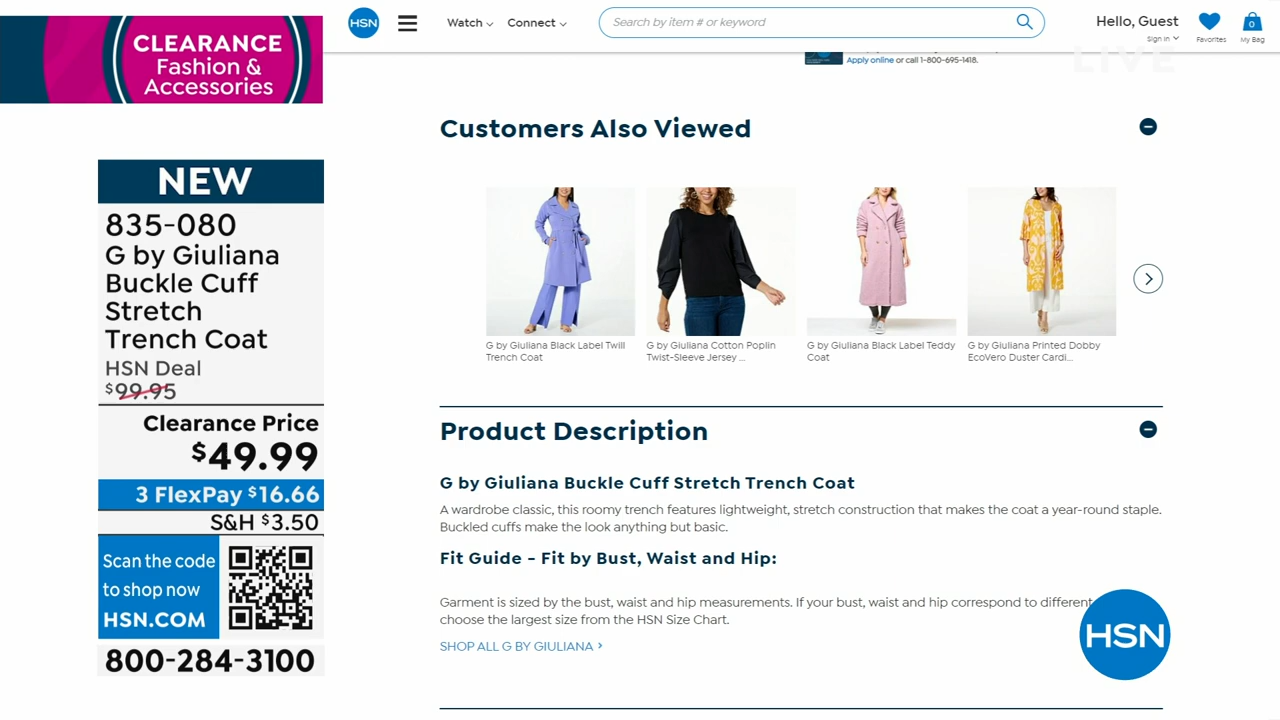 CLEARANCE
Fashion &
Accessories
HSN
Watch
Connect
Search by item # or keyword
Hello, Guest
Sign In
Favorites
0
My Bag
LIVE
Apply online or call 1-800-695-1418.
NEW
835-080
G by Giuliana
Buckle Cuff
Stretch
Trench Coat
HSN Deal
$99.95
Clearance Price
$49.99
3 FlexPay $16.66
S&H $3.50
Scan the code
to shop now
HSN.COM
800-284-3100
Customers Also Viewed
G by Giuliana Black Label Twill
Trench Coat
G by Giuliana Cotton Poplin
Twist-Sleeve Jersey ...
G by Giuliana Black Label Teddy
Coat
G by Giuliana Printed Dobby
EcoVero Duster Cardi...
Product Description
G by Giuliana Buckle Cuff Stretch Trench Coat
A wardrobe classic, this roomy trench features lightweight, stretch construction that makes the coat a year-round staple.
Buckled cuffs make the look anything but basic.
Fit Guide - Fit by Bust, Waist and Hip:
Garment is sized by the bust, waist and hip measurements. If your bust, waist and hip correspond to different
choose the largest size from the HSN Size Chart.
SHOP ALL G BY GIULIANA >
HSN